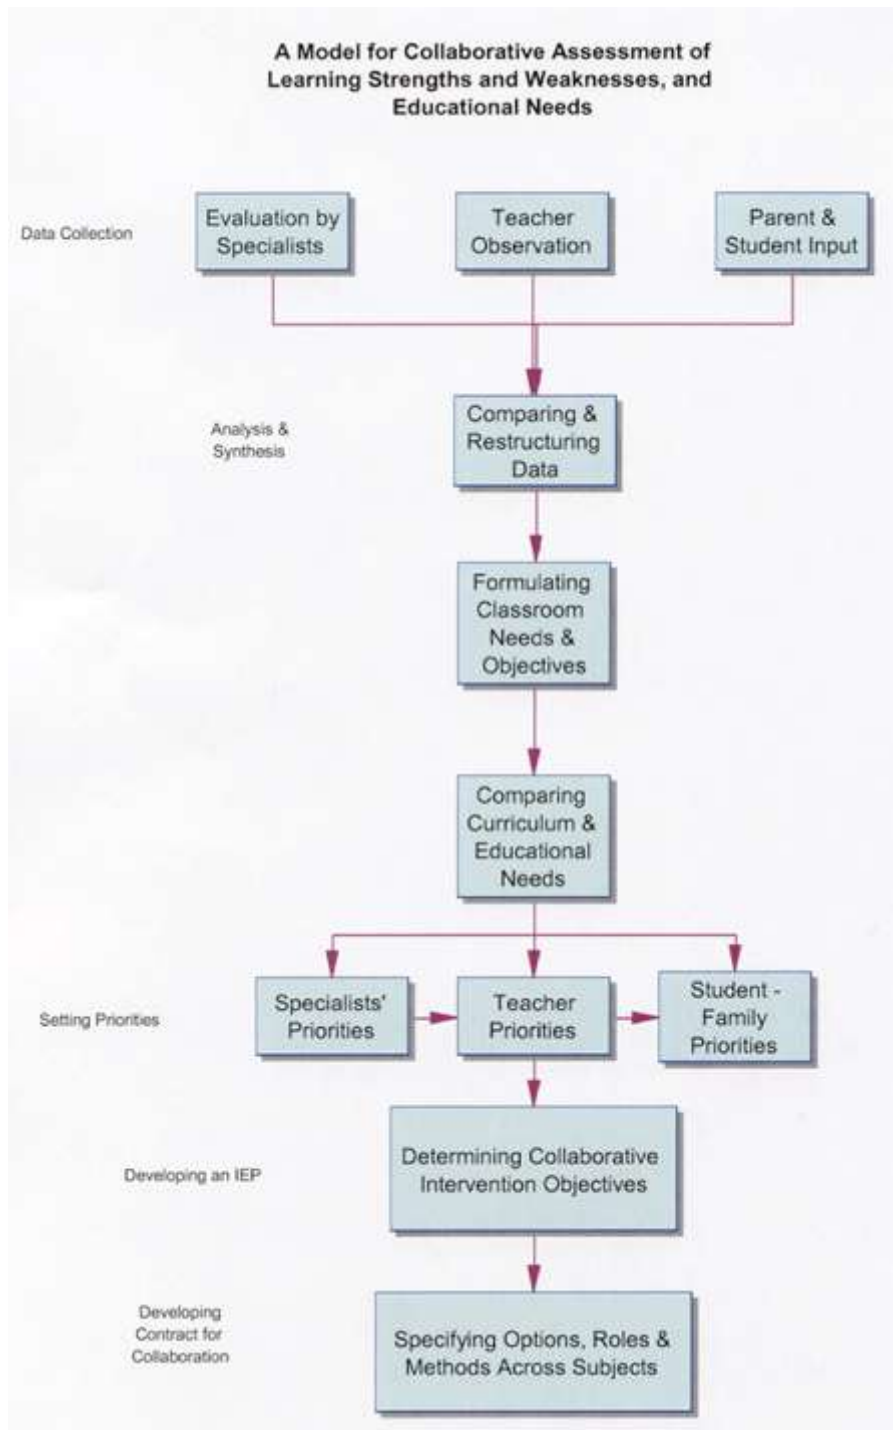 A Model for Collaborative Assessment of
Learning Strengths and Weaknesses, and
Educational Needs
Data Collection
Evaluation by
Specialists
Teacher
Observation
Parent &
Student Input
Analysis &
Synthesis
Comparing &
Restructuring
Data
Formulating
Classroom
Needs &
Objectives
Comparing
Curriculum &
Educational
Needs
Setting Priorities
Specialists'
Priorities
Teacher
Priorities
Student -
Family
Priorities
Developing an IEP
Determining Collaborative
Intervention Objectives
Developing
Contract for
Collaboration
Specifying Options, Roles &
Methods Across Subjects